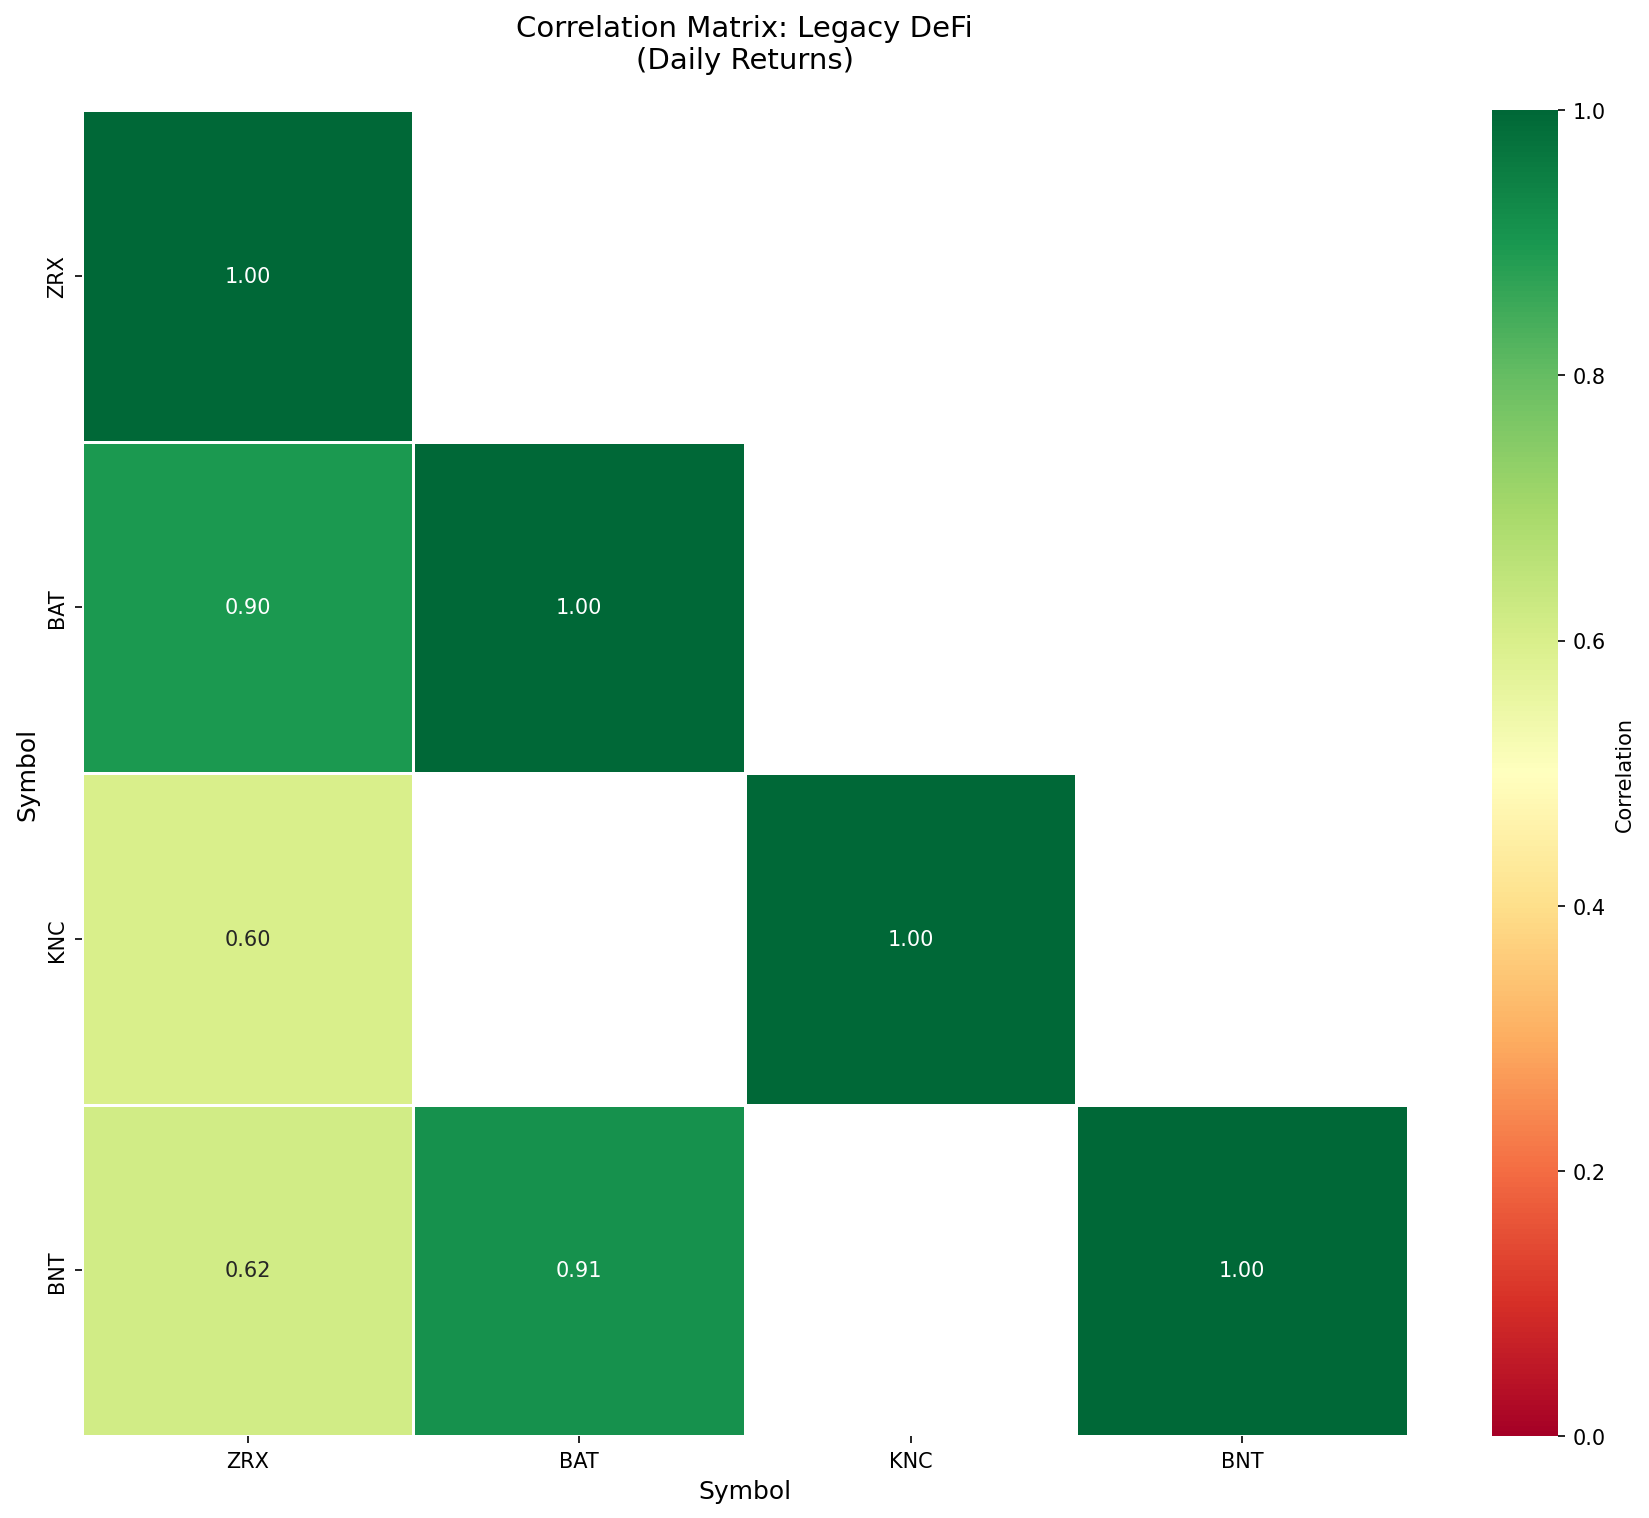 Correlation Matrix: Legacy DeFi
(Daily Returns)
ZRX
1.00
BAT
0.90 1.00
KNC
0.60 1.00
BNT
0.62 0.91 1.00
ZRX BAT KNC BNT
Symbol
Symbol
1.0
0.8
0.6
0.4
0.2
0.0
Correlation